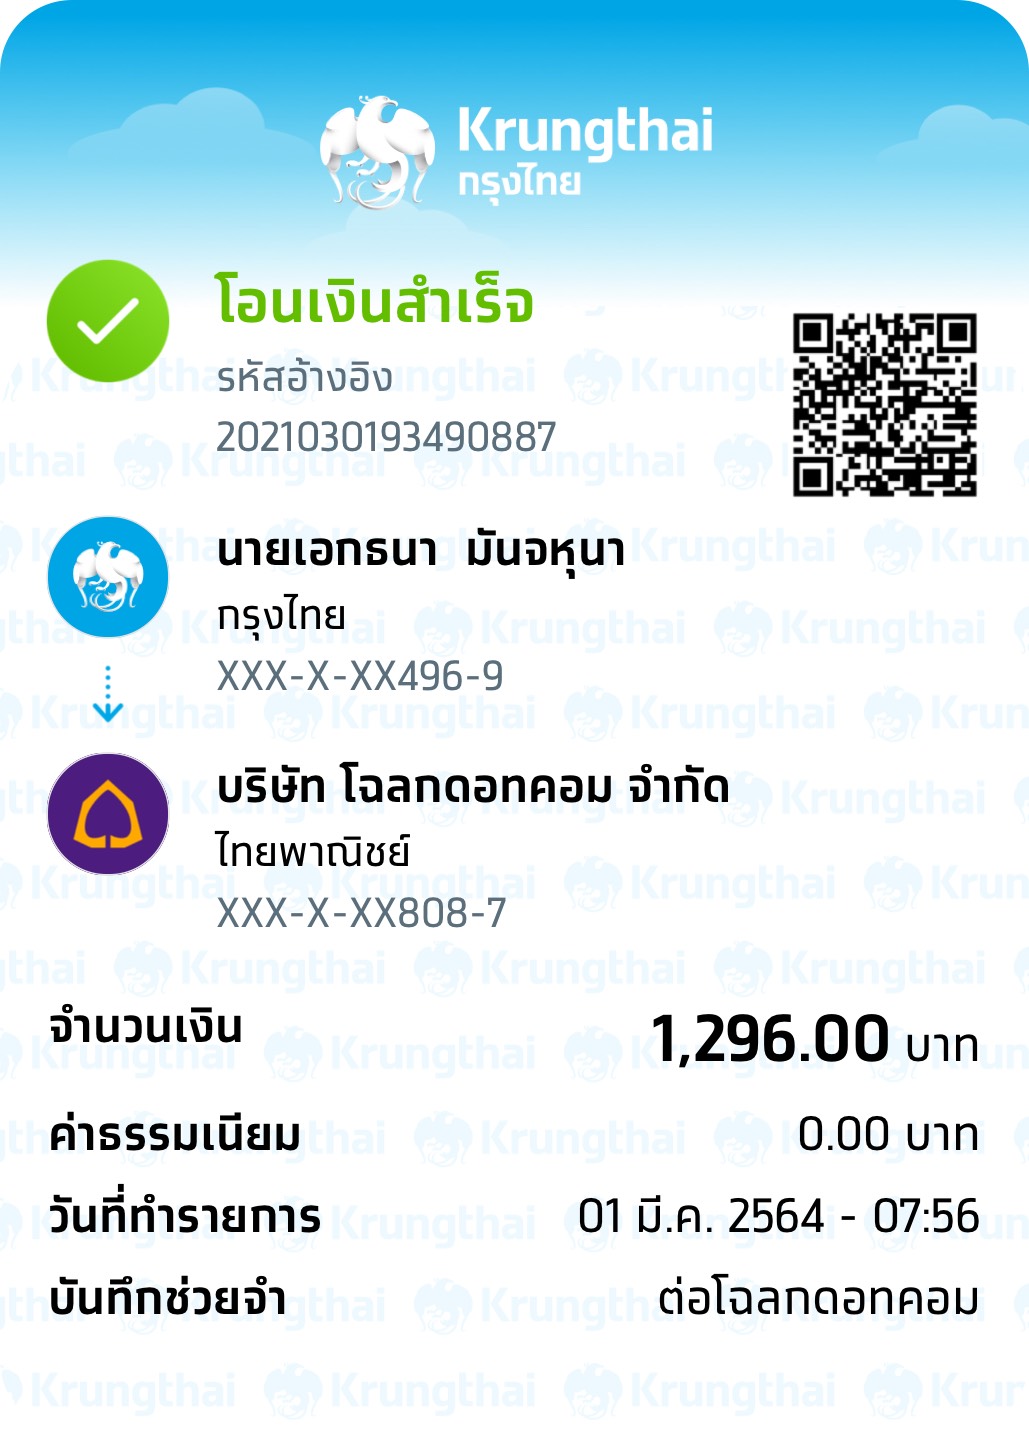 Krungthai
กรุงไทย
โอนเงินสำเร็จ
รหัสอ้างอิง
2021030193490887
นายเอกธนา มันจหุนา
กรุงไทย
XXX-X-XX496-9
บริษัท โฉลกดอทคอม จำกัด
ไทยพาณิชย์
XXX-X-XX808-7
จำนวนเงิน 1,296.00 บาท
ค่าธรรมเนียม 0.00 บาท
วันที่ทำรายการ 01 มี.ค. 2564 - 07:56
บันทึกช่วยจำ ต่อโฉลกดอทคอม